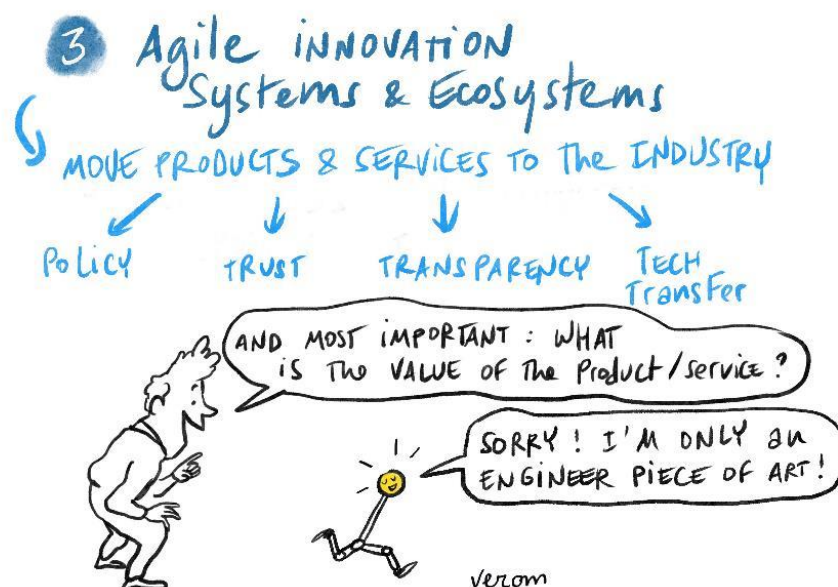 3 Agile iNNOVATiON
Systems & Ecosystems
MOVE PRODUCTS & SERViCES TO The INDUSTRY
PoLiCY
tRUST
TRANSPARENCY
TECH
Transfer
AND MOST iMPORTANT : WHAT
iS The VALUE OF The Product/service ?
SORRY ! I'M ONLY an
ENGiNEER PiECE OF ART !
verom